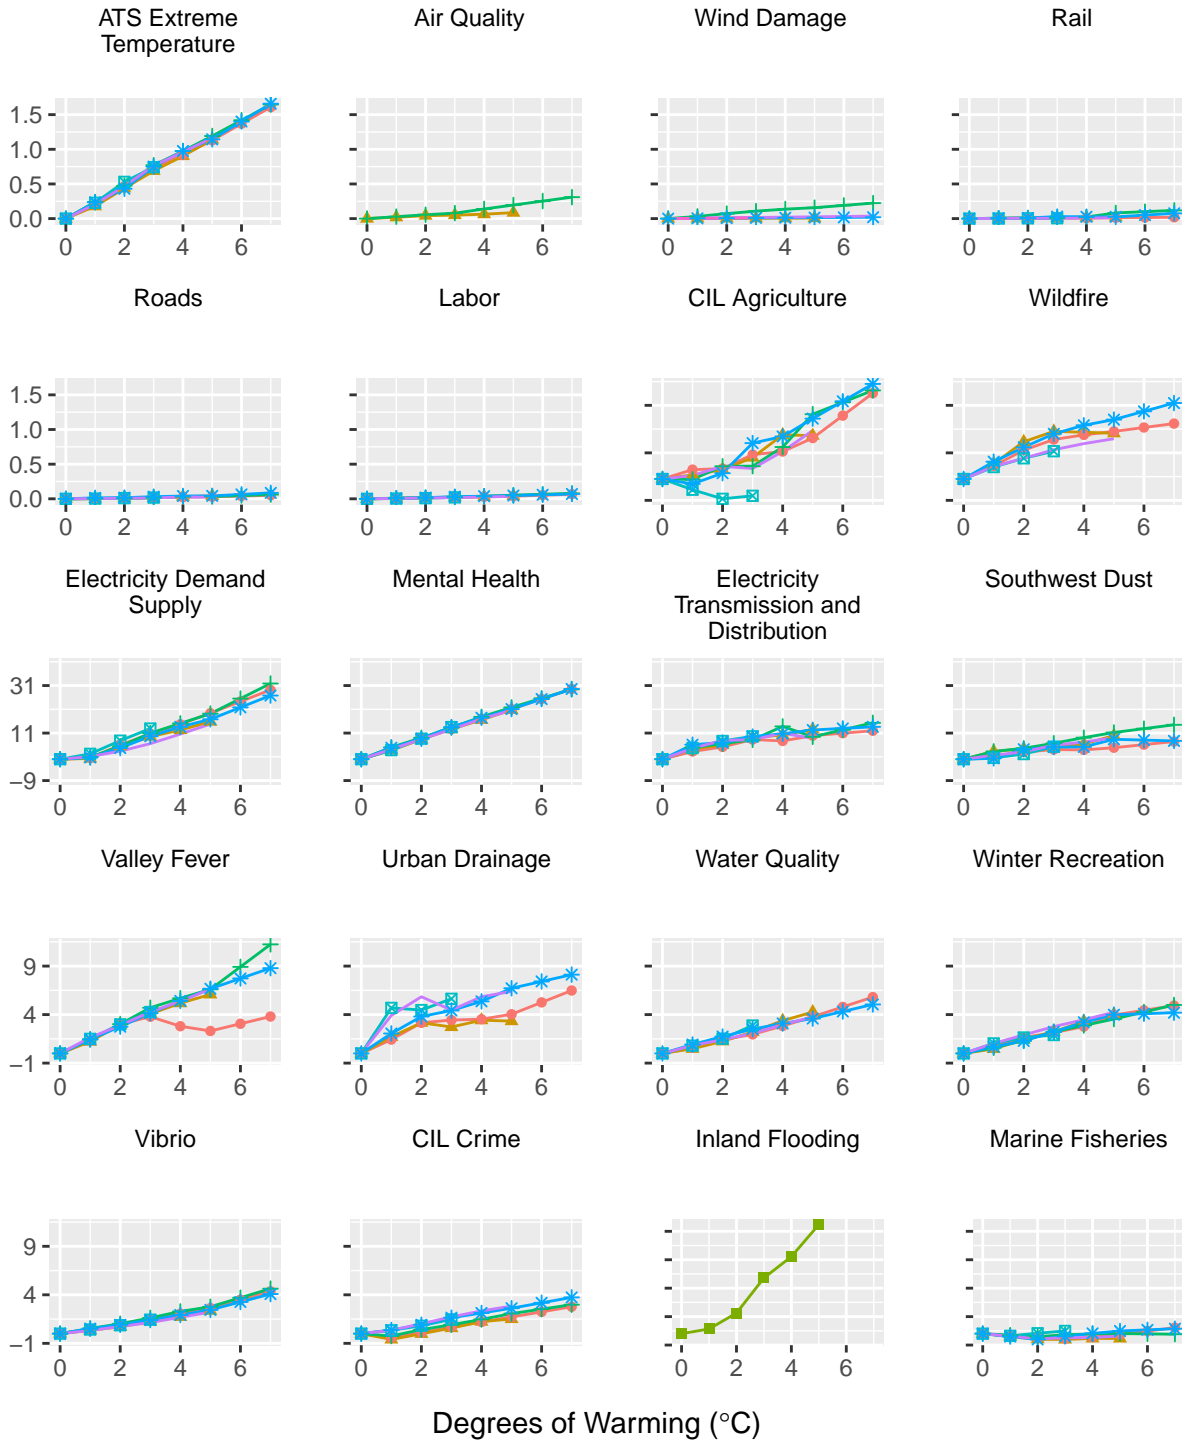 ATS Extreme
Temperature
Air Quality
Wind Damage
Rail
1.5
1.0
0.5
0.0
0 2 4 6
0 2 4 6
0 2 4 6
0 2 4 6
Roads
Labor
CIL Agriculture
Wildfire
1.5
1.0
0.5
0.0
0 2 4 6
0 2 4 6
0 2 4 6
0 2 4 6
Electricity Demand
Supply
Mental Health
Electricity
Transmission and
Distribution
Southwest Dust
31
11
−9
0 2 4 6
0 2 4 6
0 2 4 6
0 2 4 6
Valley Fever
Urban Drainage
Water Quality
Winter Recreation
9
4
−1
0 2 4 6
0 2 4 6
0 2 4 6
0 2 4 6
Vibrio
CIL Crime
Inland Flooding
Marine Fisheries
9
4
−1
0 2 4 6
0 2 4 6
0 2 4 6
0 2 4 6
Degrees of Warming (°C)